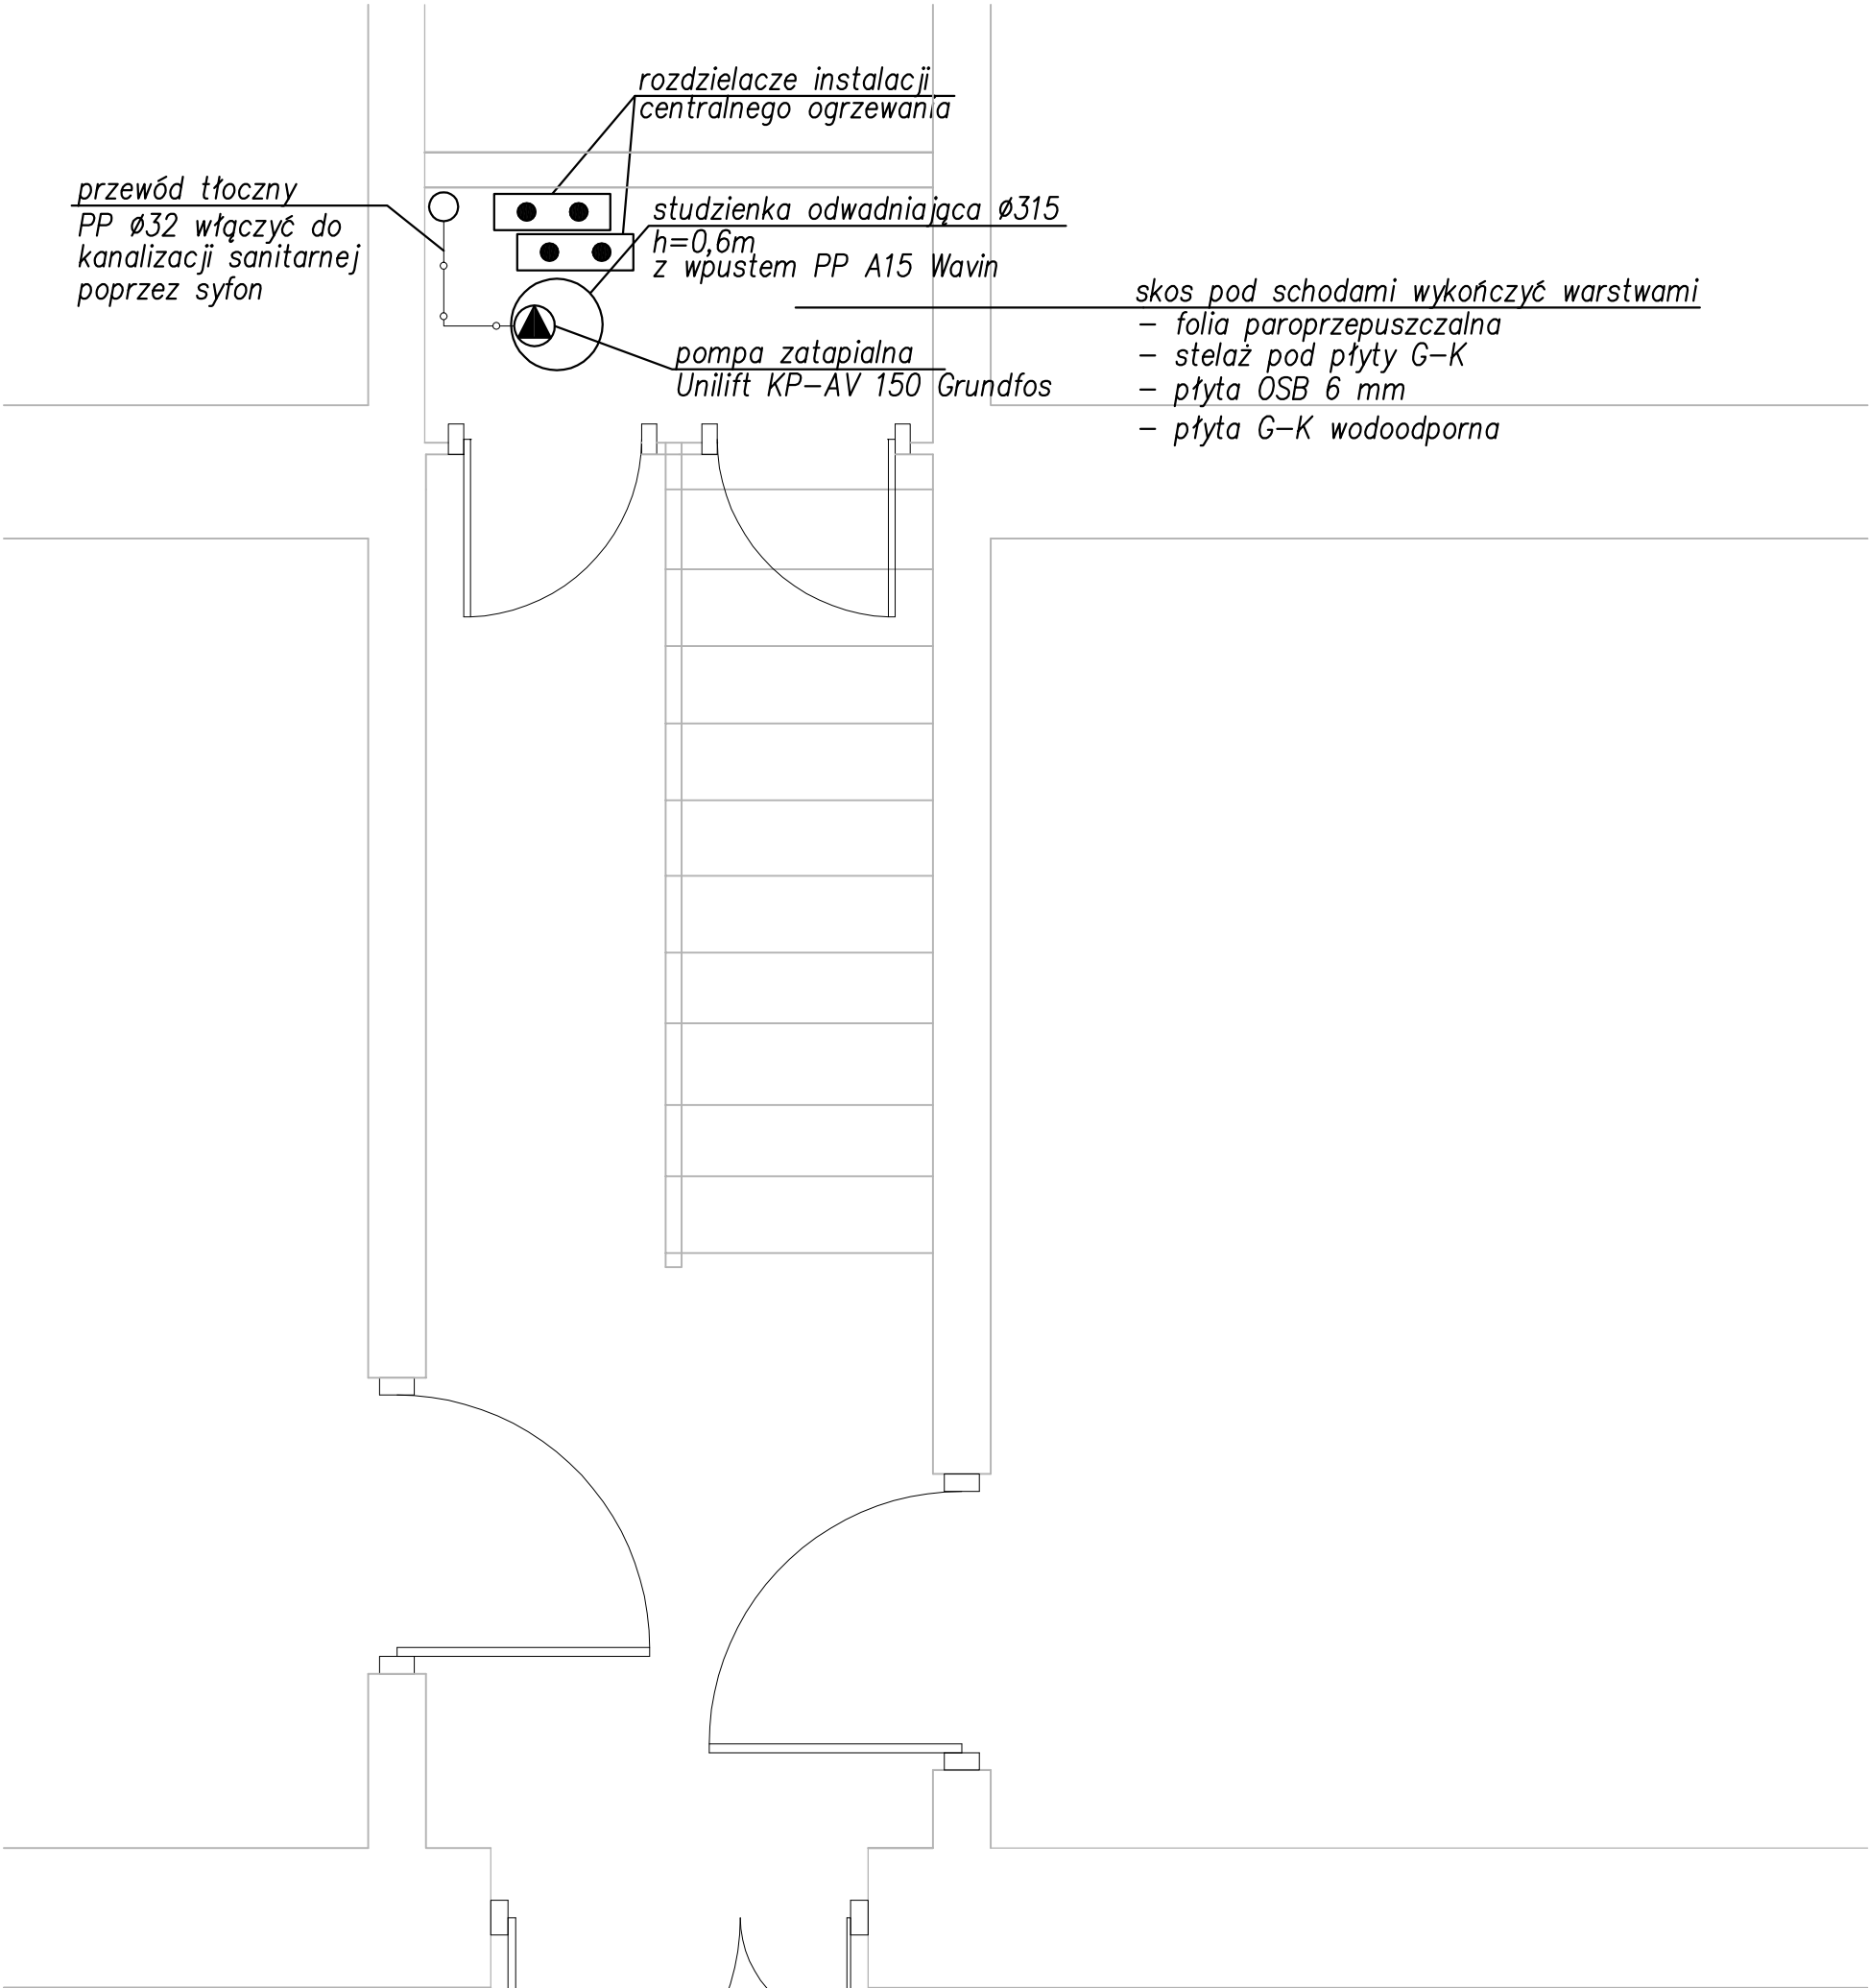 rozdzielacze instalacji
centralnego ogrzewania
przewód tłoczny
PP ø32 włączyć do
kanalizacji sanitarnej
poprzez syfon
studzienka odwadniająca ø315
h=0,6m
z wpustem PP A15 Wavin
skos pod schodami wykończyć warstwami
- folia paroprzepuszczalna
- stelaż pod płyty G-K
- płyta OSB 6 mm
- płyta G-K wodoodporna
pompa zatapialna
Unilift KP-AV 150 Grundfos